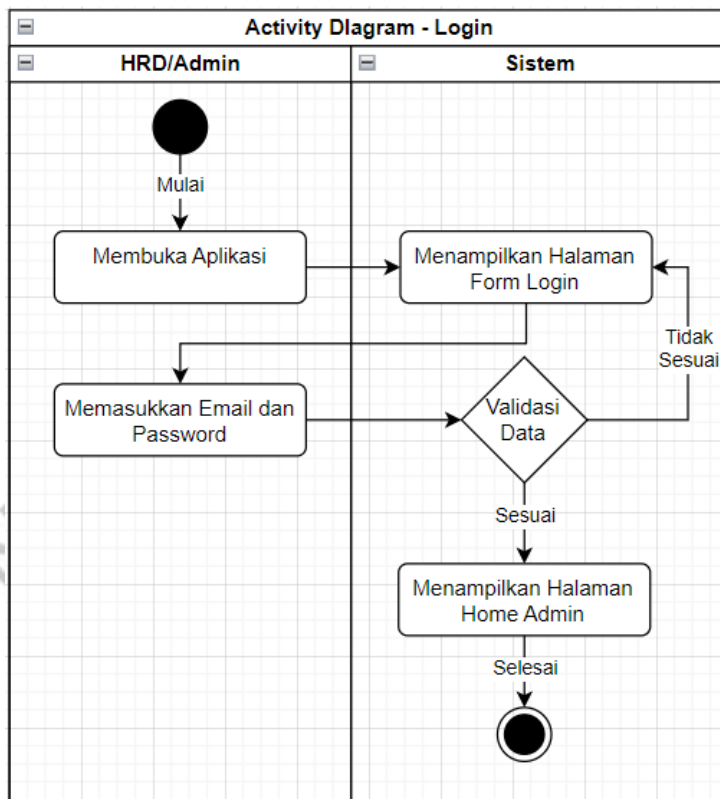 Activity DIagram - Login
HRD/Admin
Sistem
Mulai
Membuka Aplikasi
Menampilkan Halaman
Form Login
Tidak
Sesuai
Memasukkan Email dan
Password
Validasi
Data
Sesuai
Menampilkan Halaman
Home Admin
Selesai